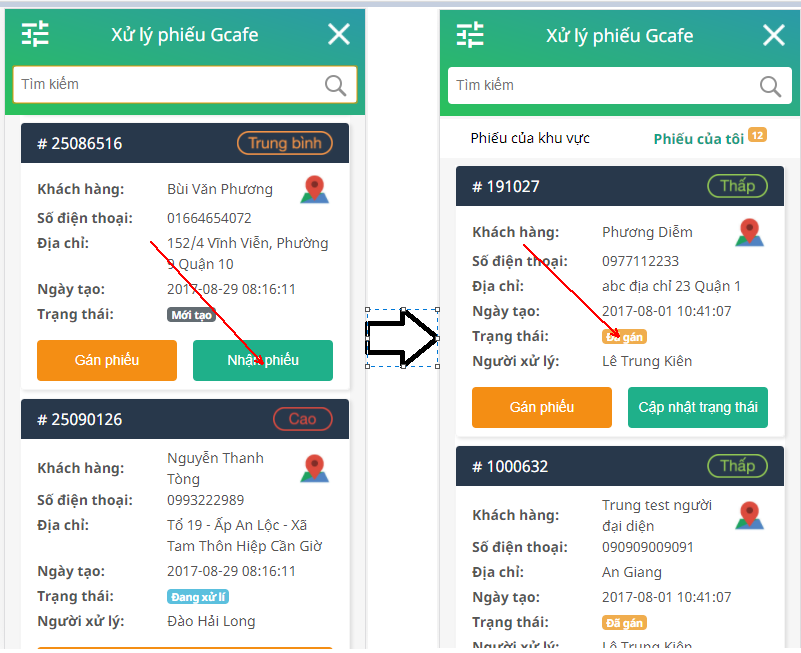 Xử lý phiếu Gcafe
Tìm kiếm
# 25086516 Trung bình
Khách hàng: Bùi Văn Phương
Số điện thoại: 01664654072
Địa chỉ: 152/4 Vĩnh Viễn, Phường
9 Quận 10
Ngày tạo: 2017-08-29 08:16:11
Trạng thái: Mới tạo
Gán phiếu Nhận phiếu
# 25090126 Cao
Khách hàng: Nguyễn Thanh
Tòng
Số điện thoại: 0993222989
Địa chỉ: Tổ 19 - Ấp An Lộc - Xã
Tam Thôn Hiệp Cần Giờ
Ngày tạo: 2017-08-29 08:16:11
Trạng thái: Đang xử lí
Người xử lý: Đào Hải Long
Xử lý phiếu Gcafe
Tìm kiếm
Phiếu của khu vực Phiếu của tôi 12
# 191027 Thấp
Khách hàng: Phương Diễm
Số điện thoại: 0977112233
Địa chỉ: abc địa chỉ 23 Quận 1
Ngày tạo: 2017-08-01 10:41:07
Trạng thái: Đã gán
Người xử lý: Lê Trung Kiên
Gán phiếu Cập nhật trạng thái
# 1000632 Thấp
Khách hàng: Trung test người
đại diện
Số điện thoại: 090909009091
Địa chỉ: An Giang
Ngày tạo: 2017-08-01 10:41:07
Trạng thái: Đã gán
Người xử lý: Lê Trung Kiên